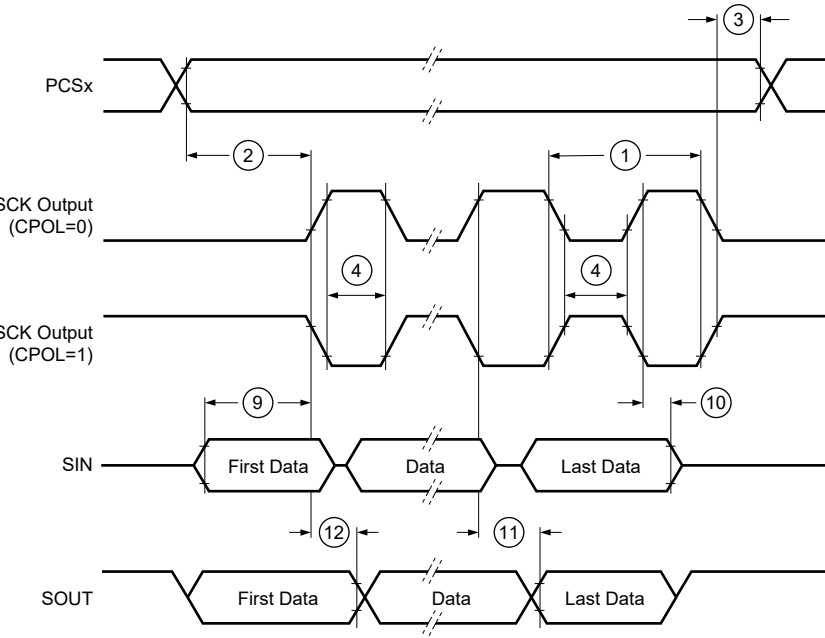 3
PCSx
2
1
SCK Output
(CPOL=0)
4
4
SCK Output
(CPOL=1)
9
10
SIN
First Data
Data
Last Data
12
11
SOUT
First Data
Data
Last Data